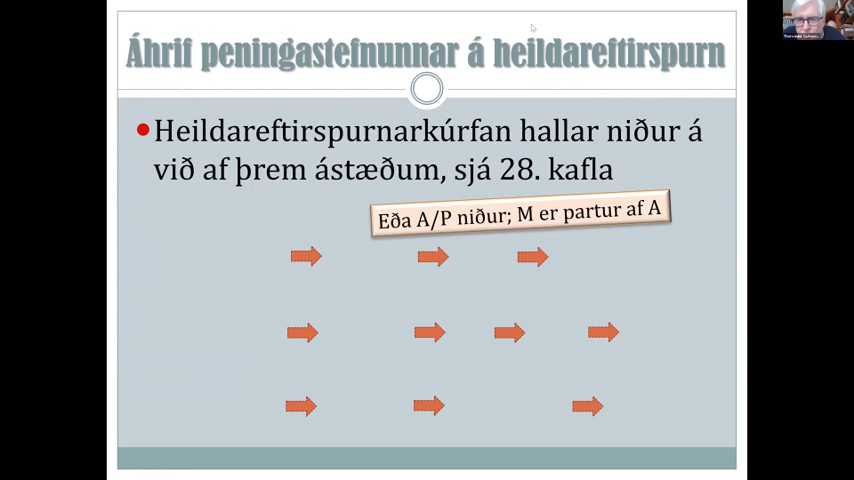 Áhrif peningastefnunnar á heildareftirspurn
Heildareftirspurnarkúrfan hallar niður á
við af þrem ástæðum, sjá 28. kafla
Eða A/P niður; M er partur af A